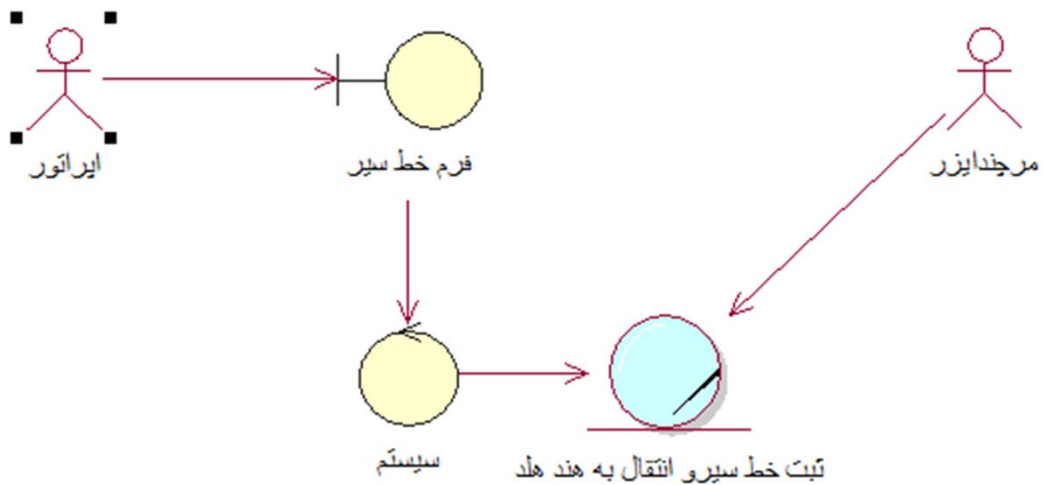 اپراتور
فرم خط سیر
مرچندایزر
سیستم
ثبت خط سیرو انتقال به هند هلد